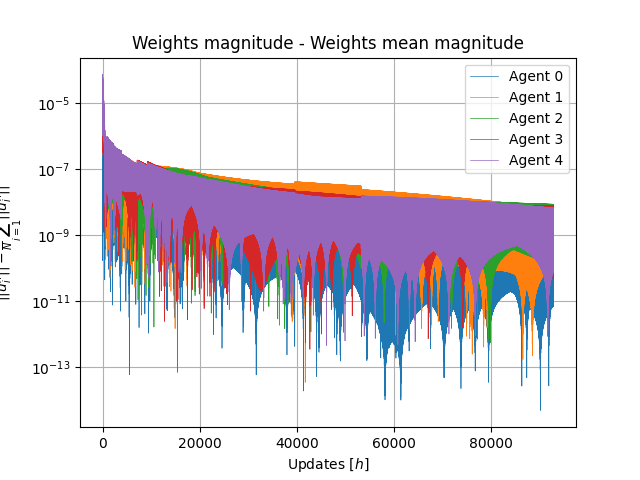 Weights magnitude - Weights mean magnitude
10⁻⁵
10⁻⁷
10⁻⁹
10⁻¹¹
10⁻¹³
0
20000
40000
60000
80000
Updates [h]
Agent 0
Agent 1
Agent 2
Agent 3
Agent 4